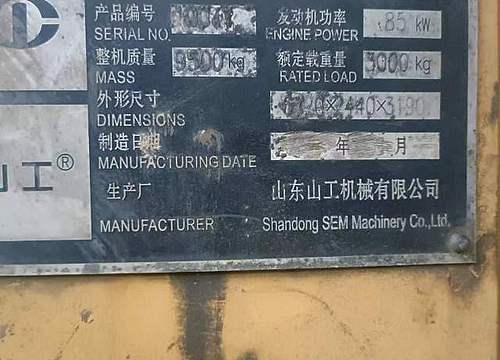 产品编号 发动机功率
SERIAL NO. ENGINE POWER 85 kW
整机质量 额定载重量
MASS 9500kg RATED LOAD 3000 kg
外形尺寸
DIMENSIONS ×2440×3190
制造日期 年 月
MANUFACTURING DATE
山工®
生产厂 山东山工机械有限公司
MANUFACTURER Shandong SEM Machinery Co.,Ltd.